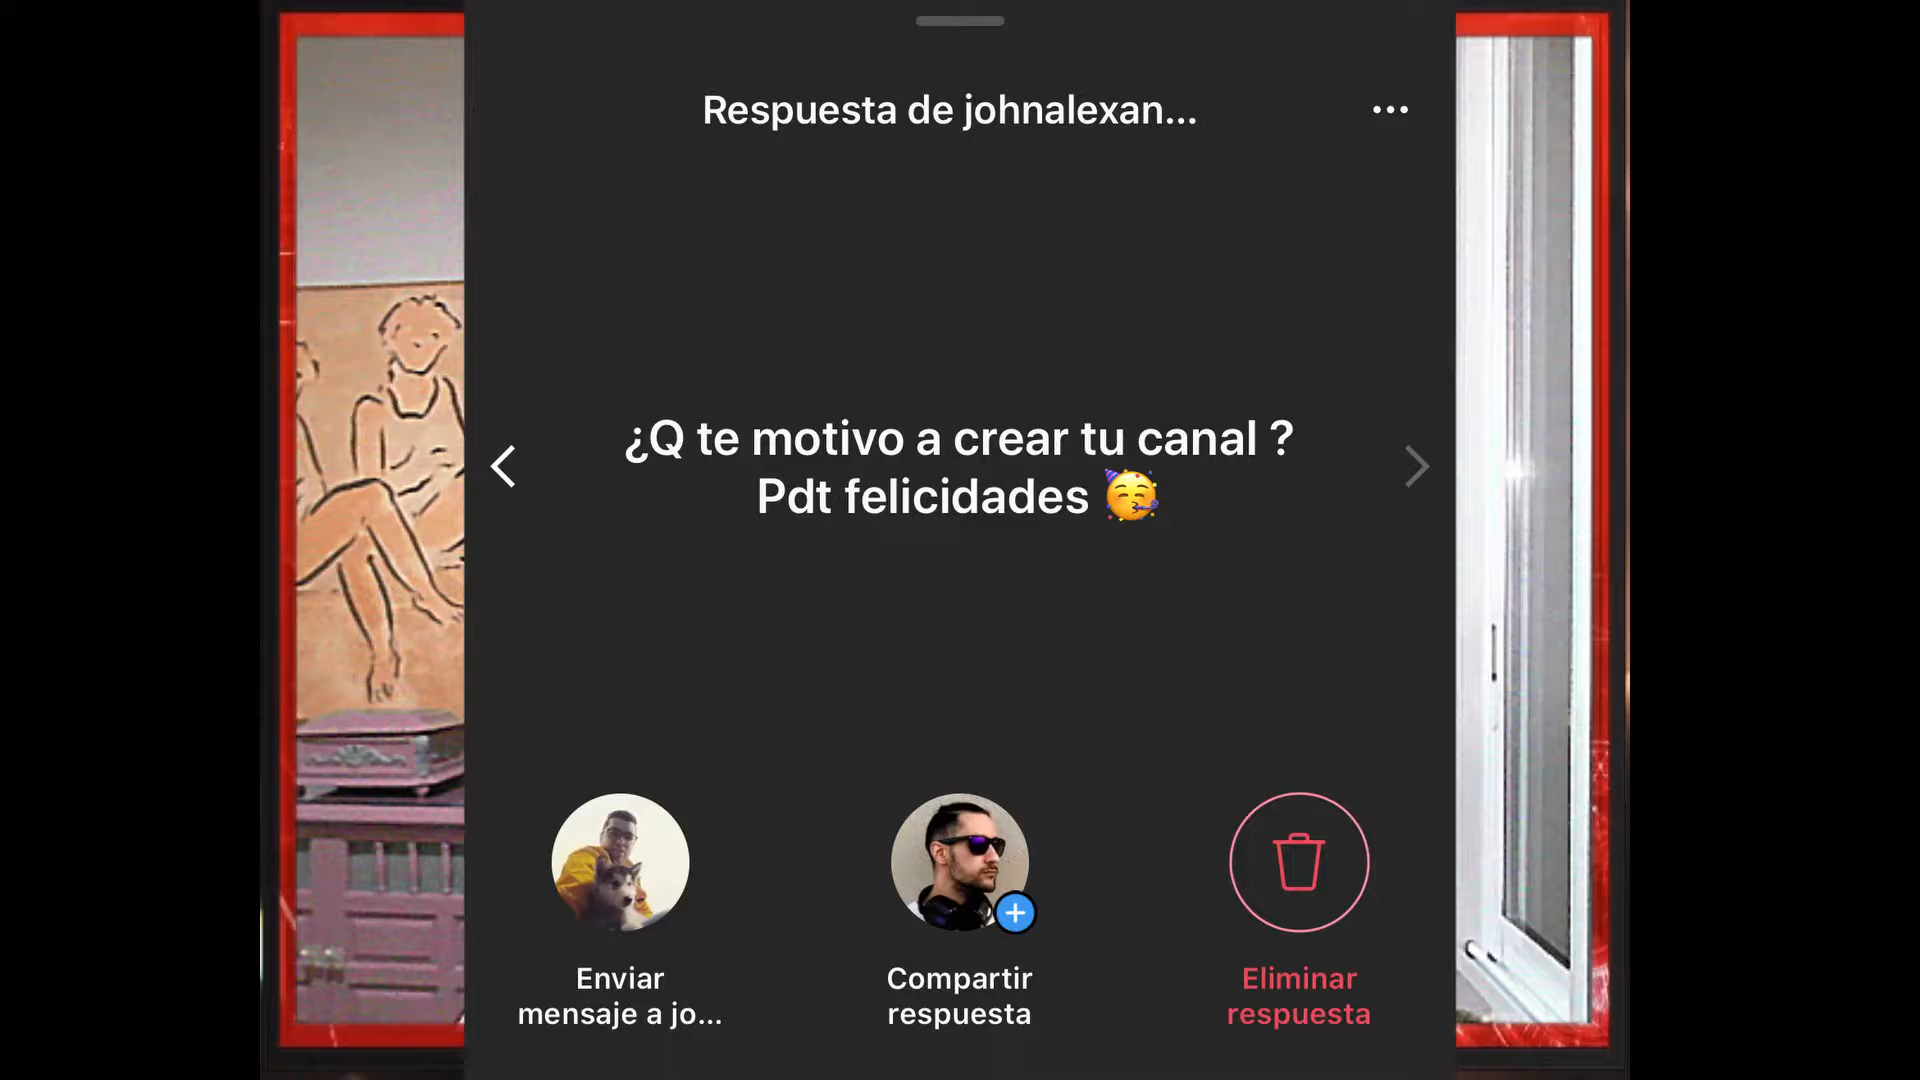 Respuesta de johnalexan...
¿Q te motivo a crear tu canal ?
Pdt felicidades 🥳
Enviar
mensaje a jo...
Compartir
respuesta
Eliminar
respuesta